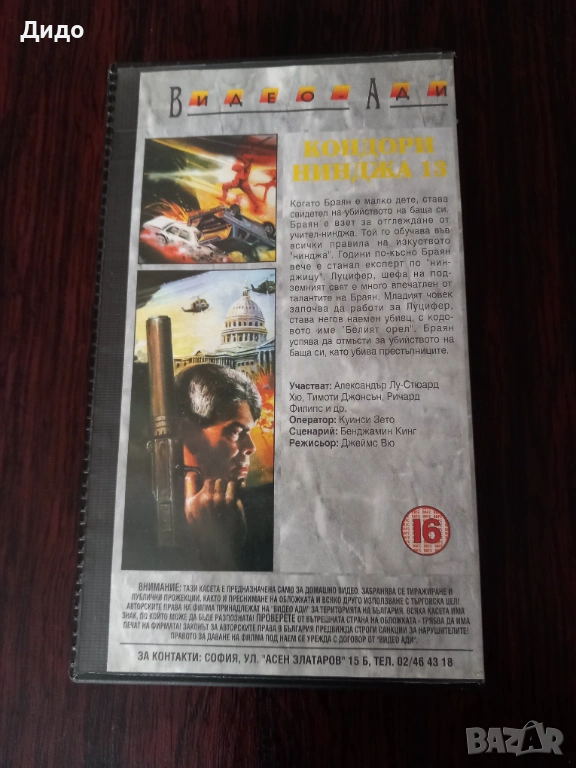 Дидо
ВИДЕО-АДИ
КОНДОРИ
НИНДЖА 13
Когато Браян е малко дете, става
свидетел на убийството на баща си.
Браян е взет за отглеждане от
учител-нинджа. Той го обучава във
всички правила на изкуството
"нинджа". Години по-късно Браян
вече е станал експерт по "нин-
джицу". Луцифер, шефа на под-
земният свят е много впечатлен от
талантите на Браян. Младият човек
започва да работи за Луцифер,
става негов наемен убиец, с кодо-
вото име "Белият орел". Браян
успява да отмъсти за убийството на
баща си, като убива престъпниците.
Участват: Александър Лу-Стюард
Хю, Тимоти Джонсън, Ричард
Филипс и др.
Оператор: Куинси Зето
Сценарий: Бенджамин Кинг
Режисьор: Джеймс Вю
16
ВНИМАНИЕ: ТАЗИ КАСЕТА Е ПРЕДНАЗНАЧЕНА САМО ЗА ДОМАШНО ВИДЕО. ЗАБРАНЯВА СЕ ТИРАЖИРАНЕ И
ПУБЛИЧНИ ПРОЖЕКЦИИ, КАКТО И ПРЕСНИМАНЕ НА ОБЛОЖКАТА И ВСЯКО ДРУГО ИЗПОЛЗВАНЕ С ТЪРГОВСКА ЦЕЛ!
АВТОРСКИТЕ ПРАВА НА ФИЛМА ПРИНАДЛЕЖАТ НА "ВИДЕО АДИ" ЗА ТЕРИТОРИЯТА НА БЪЛГАРИЯ. ВСЯКА КАСЕТА ИМА
ЗНАК, ПО КОЙТО МОЖЕ ДА БЪДЕ РАЗПОЗНАТА! ПРОВЕРЕТЕ ОТ ВЪТРЕШНАТА СТРАНА НА ОБЛОЖКАТА - ТРЯБВА ДА ИМА
ПЕЧАТ НА ФИРМАТА! ЗАКОНЪТ ЗА АВТОРСКИТЕ ПРАВА В БЪЛГАРИЯ ПРЕДВИЖДА СТРОГИ САНКЦИИ ЗА НАРУШИТЕЛИТЕ!
ПРАВОТО ЗА ДАВАНЕ НА ФИЛМА ПОД НАЕМ СЕ УРЕЖДА С ДОГОВОР ОТ "ВИДЕО АДИ".
ЗА КОНТАКТИ: СОФИЯ, УЛ. "АСЕН ЗЛАТАРОВ" 15 Б, ТЕЛ. 02/46 43 18
BAZAR